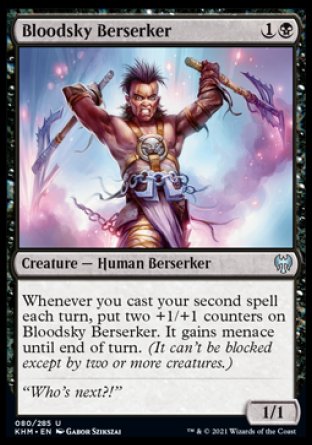 Bloodsky Berserker 1
Creature — Human Berserker
Whenever you cast your second spell
each turn, put two +1/+1 counters on
Bloodsky Berserker. It gains menace
until end of turn. (It can't be blocked
except by two or more creatures.)
"Who's next?!"
1/1
080/285 U
KHM • EN Gabor Szikszai
™ & © 2021 Wizards of the Coast